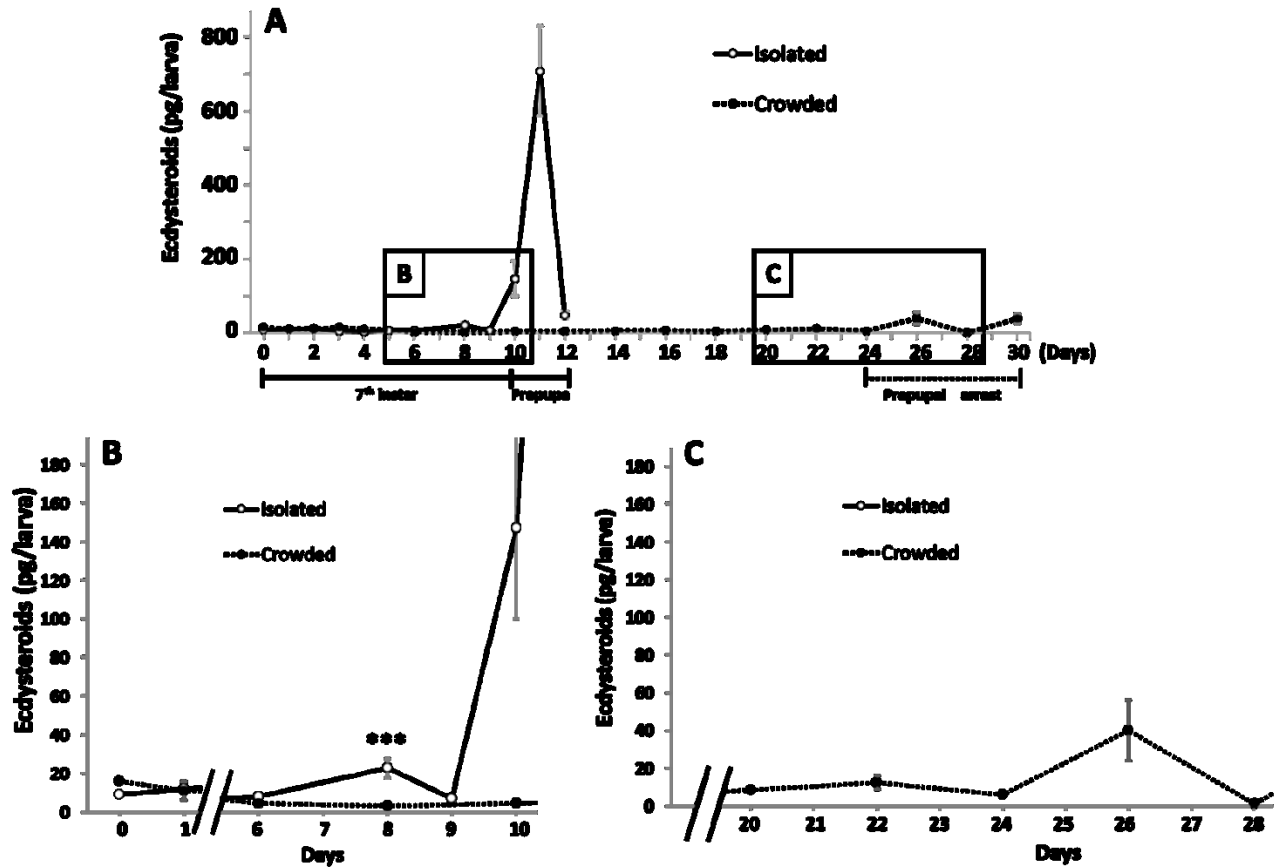 A
Ecdysteroids (pg/larva)
800
600
400
200
0
Isolated
Crowded
B
C
0 2 4 6 8 10 12 14 16 18 20 22 24 26 28 30 (Days)
7th instar Prepupa Prepupal arrest
B
Ecdysteroids (pg/larva)
180
160
140
120
100
80
60
40
20
0
Isolated
Crowded
***
0 1 6 7 8 9 10
Days
C
Ecdysteroids (pg/larva)
180
160
140
120
100
80
60
40
20
0
Isolated
Crowded
20 21 22 23 24 25 26 27 28
Days